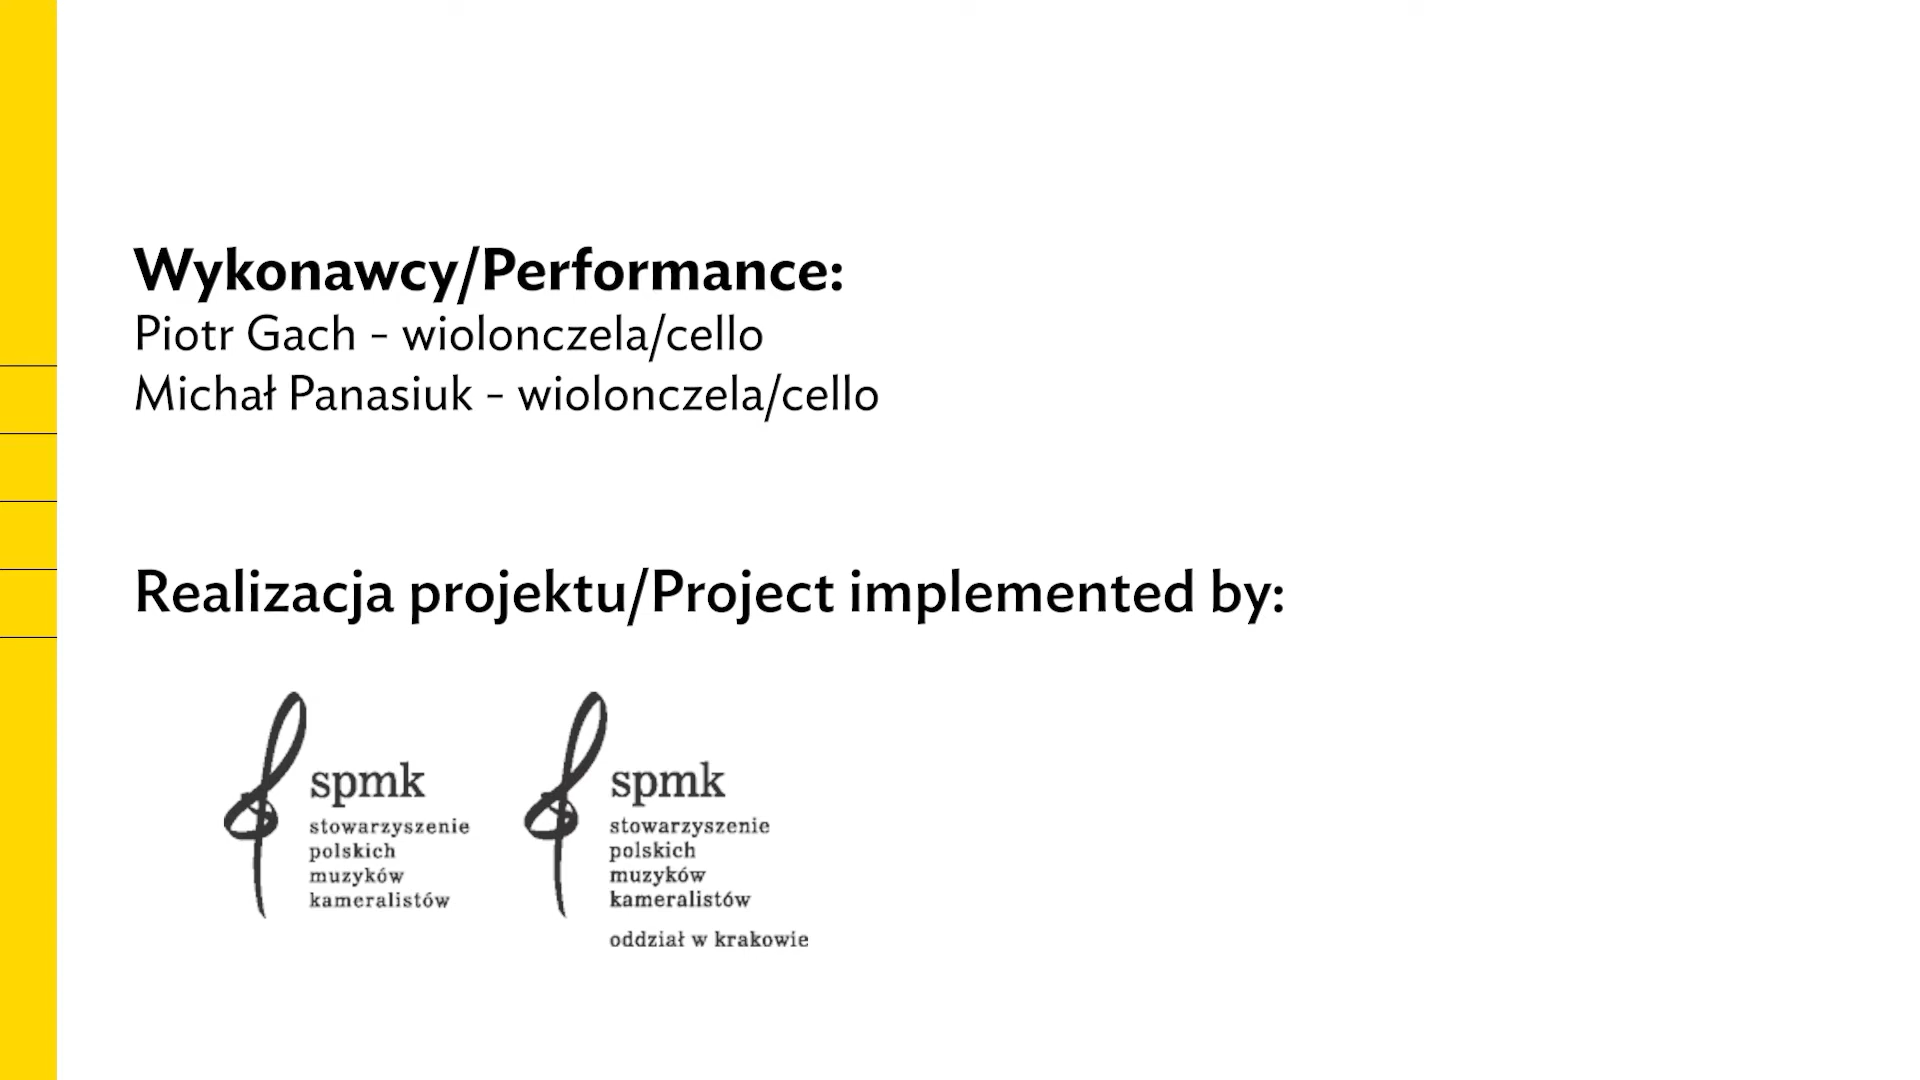 Wykonawcy/Performance:
Piotr Gach – wiolonczela/cello
Michał Panasiuk – wiolonczela/cello
Realizacja projektu/Project implemented by:
spmk
stowarzyszenie
polskich
muzyków
kameralistów
spmk
stowarzyszenie
polskich
muzyków
kameralistów
oddział w krakowie